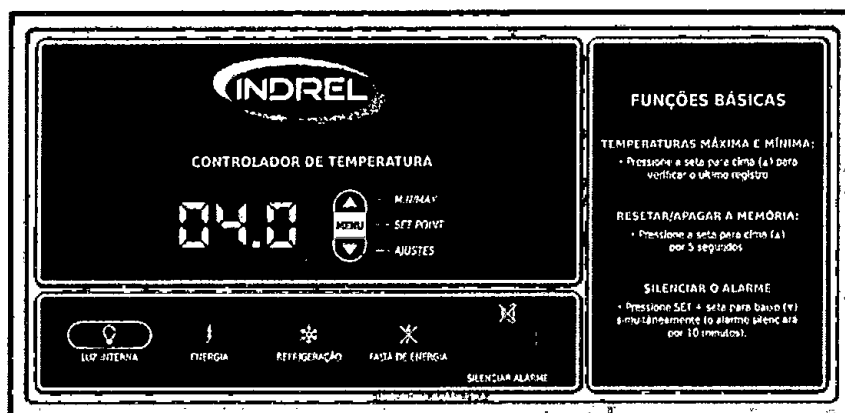 INDREL
CONTROLADOR DE TEMPERATURA
04.0
MIN/MAX
MENU
SET POINT
AJUSTES
LUZ INTERNA
ENERGIA
REFRIGERAÇÃO
FALTA DE ENERGIA
SILENCIAR ALARME
FUNÇÕES BÁSICAS
TEMPERATURAS MÁXIMA E MÍNIMA:
• Pressione a seta para cima (▲) para
verificar o último registro
RESETAR/APAGAR A MEMÓRIA:
• Pressione a seta para cima (▲)
por 5 segundos
SILENCIAR O ALARME
• Pressione SET + seta para baixo (▼)
simultâneamente (o alarme silenciará
por 10 minutos).